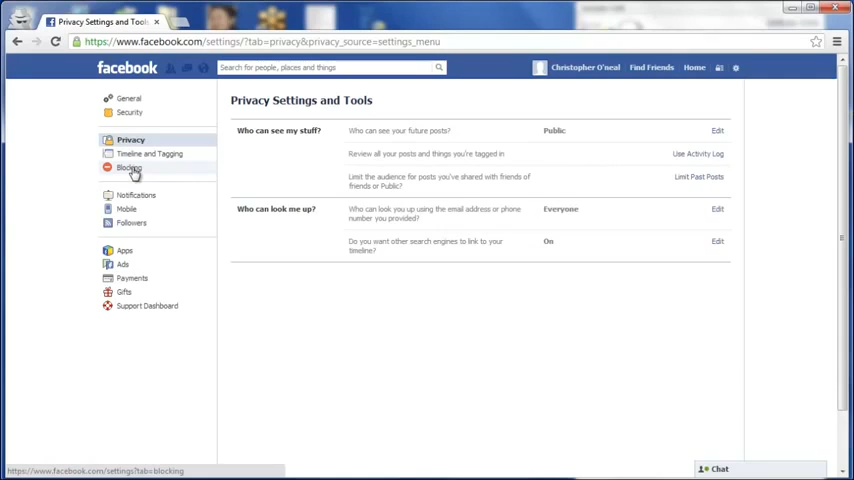 Privacy Settings and Tools
https://www.facebook.com/settings/?tab=privacy&privacy_source=settings_menu
facebook
Search for people, places and things
Christopher O'neal
Find Friends
Home
General
Security
Privacy
Timeline and Tagging
Blocking
Notifications
Mobile
Followers
Apps
Ads
Payments
Gifts
Support Dashboard
Privacy Settings and Tools
Who can see my stuff?
Who can see your future posts?
Public
Edit
Review all your posts and things you're tagged in
Use Activity Log
Limit the audience for posts you've shared with friends of
friends or Public?
Limit Past Posts
Who can look me up?
Who can look you up using the email address or phone
number you provided?
Everyone
Edit
Do you want other search engines to link to your
timeline?
On
Edit
https://www.facebook.com/settings?tab=blocking
Chat